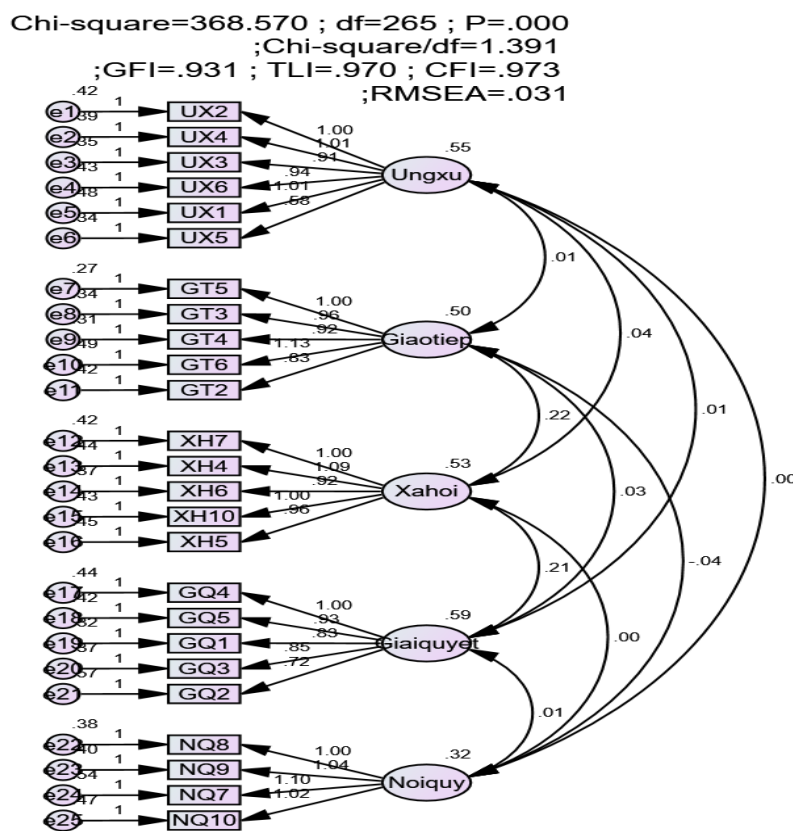 Chi-square=368.570 ; df=265 ; P=.000
;Chi-square/df=1.391
;GFI=.931 ; TLI=.970 ; CFI=.973
;RMSEA=.031
.42
e1 1 UX2 1.00
.39
e2 1 UX4 1.01
.35
e3 1 UX3 .91
.43
e4 1 UX6 .94
.48
e5 1 UX1 1.01
.34
e6 1 UX5 .58
.55
Ungxu
.27
e7 1 GT5 1.00
.34
e8 1 GT3 .96
.31
e9 1 GT4 .92
.49
e10 1 GT6 1.13
.42
e11 1 GT2 .83
.50
Giaotiep
.42
e12 1 XH7 1.00
.44
e13 1 XH4 1.09
.37
e14 1 XH6 .92
.43
e15 1 XH10 1.00
.45
e16 1 XH5 .96
.53
Xahoi
.44
e17 1 GQ4 1.00
.42
e18 1 GQ5 .93
.32
e19 1 GQ1 .83
.37
e20 1 GQ3 .85
.57
e21 1 GQ2 .72
.59
Giaiquyet
.38
e22 1 NQ8 1.00
.40
e23 1 NQ9 1.04
.54
e24 1 NQ7 1.10
.47
e25 1 NQ10 1.02
.32
Noiquy
.01
.04
.01
.00
.22
.03
-.04
.21
.00
.01